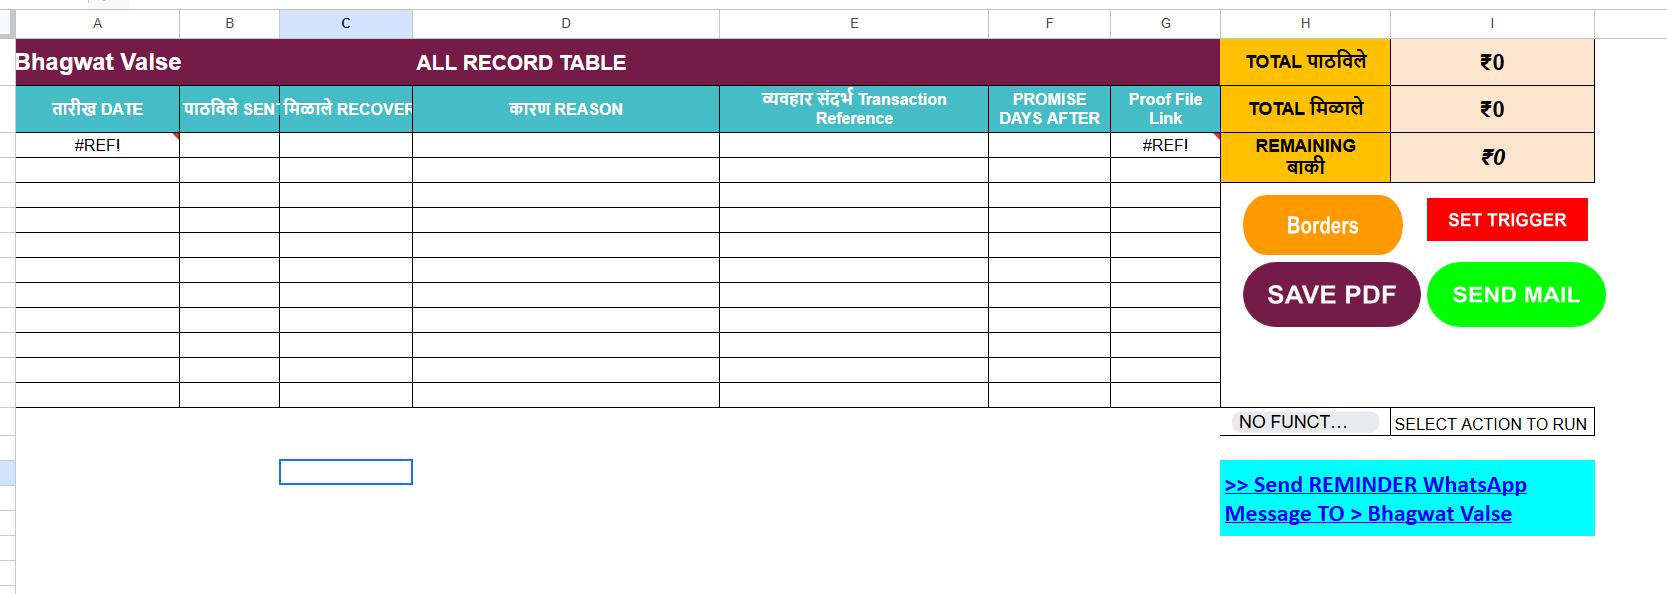 A B C D E F G H I
Bhagwat Valse ALL RECORD TABLE TOTAL पाठविले ₹0
तारीख DATE पाठविले SENT मिळाले RECOVER कारण REASON व्यवहार संदर्भ Transaction Reference PROMISE DAYS AFTER Proof File Link TOTAL मिळाले ₹0
#REF! #REF! REMAINING बाकी ₹0
Borders SET TRIGGER
SAVE PDF SEND MAIL
NO FUNCT... SELECT ACTION TO RUN
>> Send REMINDER WhatsApp
Message TO > Bhagwat Valse